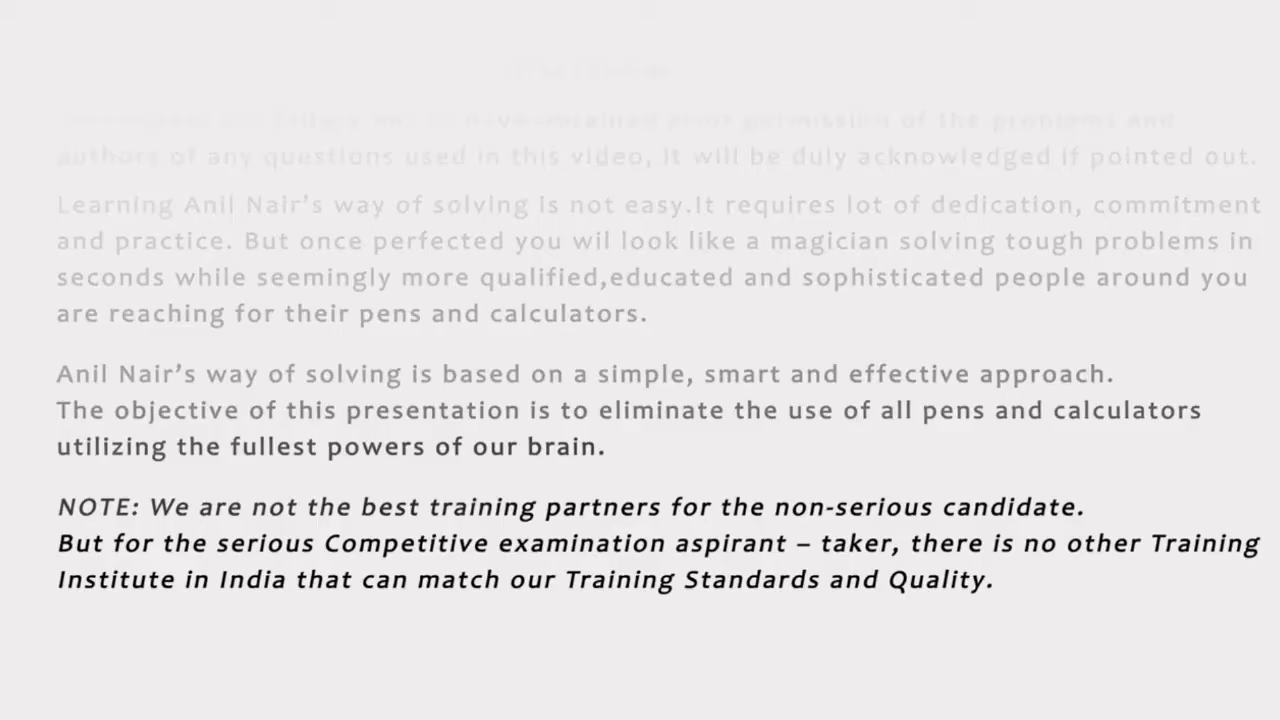 prior permission of the problems and
authors of any questions used in this video, it will be duly acknowledged if pointed out.
Learning Anil Nair's way of solving is not easy.It requires lot of dedication, commitment
and practice. But once perfected you wil look like a magician solving tough problems in
seconds while seemingly more qualified,educated and sophisticated people around you
are reaching for their pens and calculators.
Anil Nair's way of solving is based on a simple, smart and effective approach.
The objective of this presentation is to eliminate the use of all pens and calculators
utilizing the fullest powers of our brain.
NOTE: We are not the best training partners for the non-serious candidate.
But for the serious Competitive examination aspirant – taker, there is no other Training
Institute in India that can match our Training Standards and Quality.